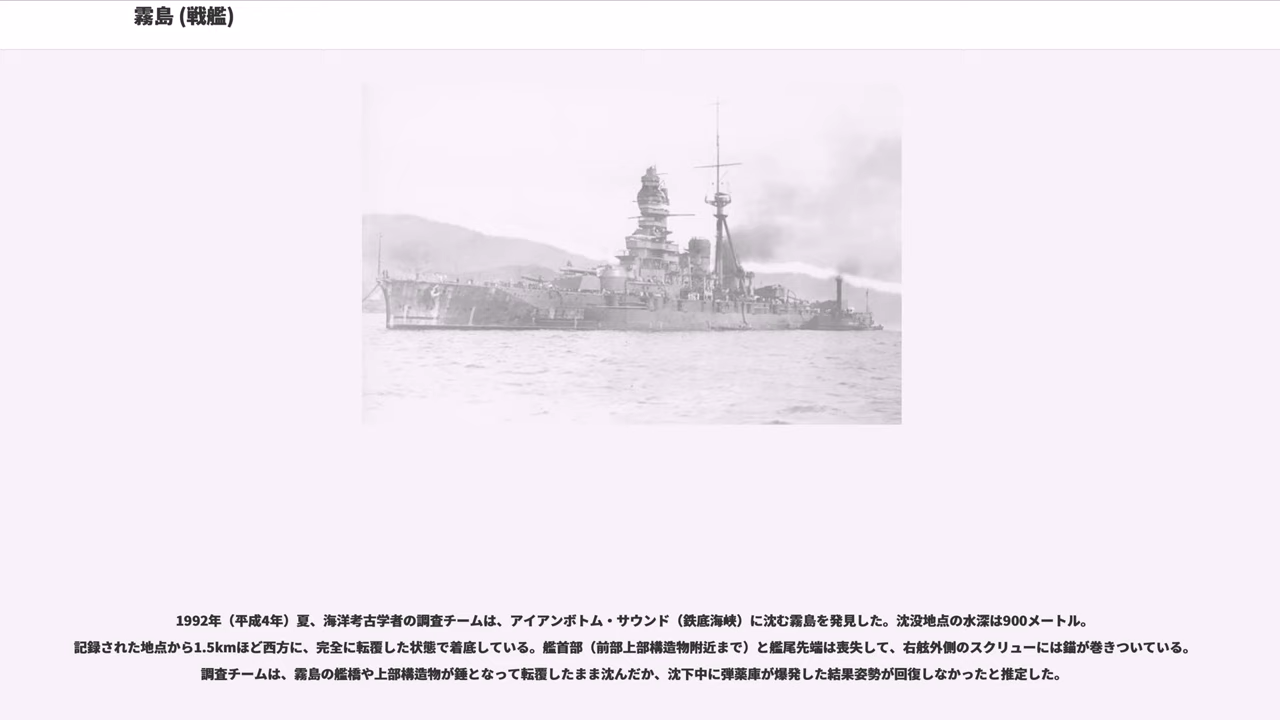 霧島 (戦艦)
1992年（平成4年）夏、海洋考古学者の調査チームは、アイアンボトム・サウンド（鉄底海峡）に沈む霧島を発見した。沈没地点の水深は900メートル。
記録された地点から1.5kmほど西方に、完全に転覆した状態で着底している。艦首部（前部上部構造物附近まで）と艦尾先端は喪失して、右舷外側のスクリューには錨が巻きついている。
調査チームは、霧島の艦橋や上部構造物が錘となって転覆したまま沈んだか、沈下中に弾薬庫が爆発した結果姿勢が回復しなかったと推定した。